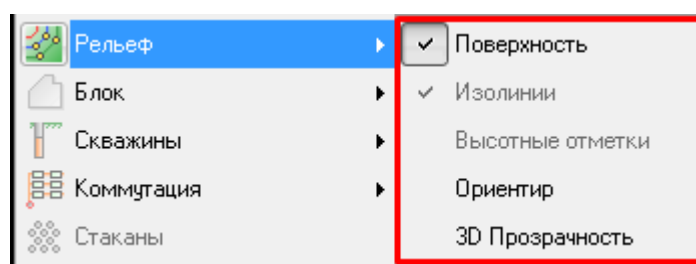 Рельеф
Блок
Скважины
Коммутация
Стаканы
Поверхность
Изолинии
Высотные отметки
Ориентир
3D Прозрачность